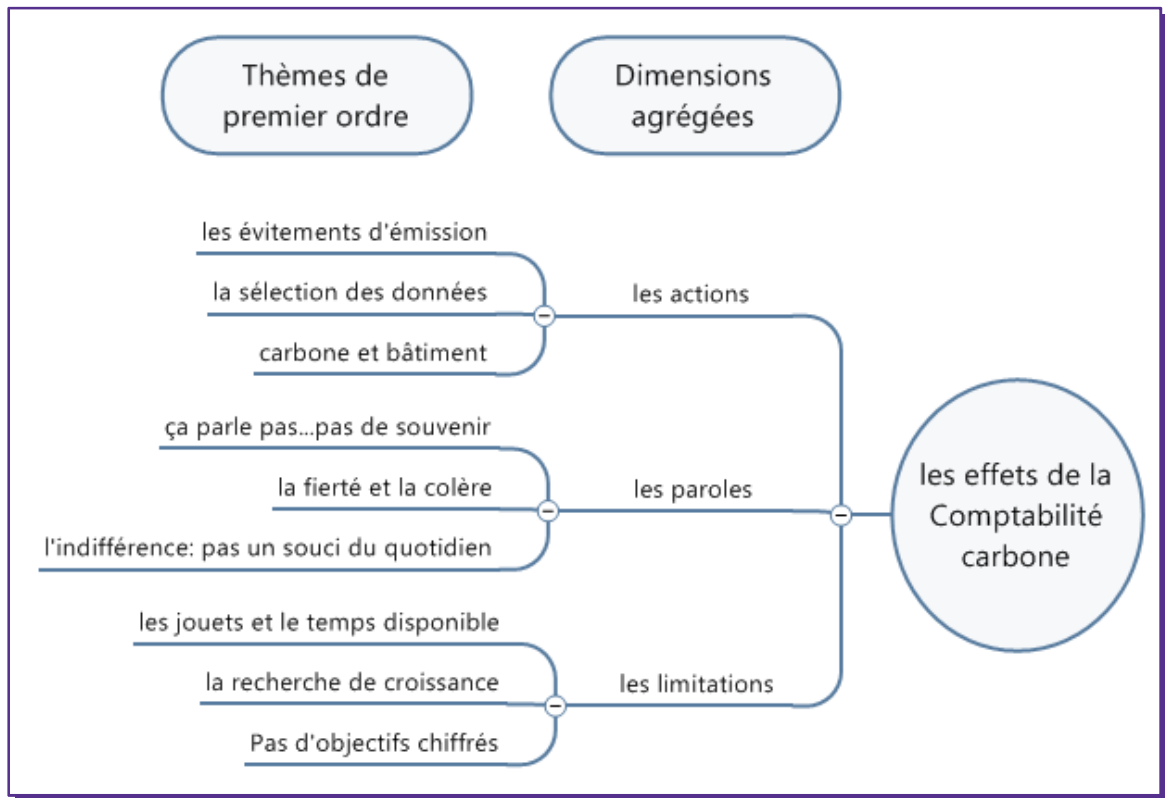 Thèmes de
premier ordre
Dimensions
agrégées
les évitements d'émission
la sélection des données
carbone et bâtiment
les actions
ça parle pas...pas de souvenir
la fierté et la colère
l'indifférence: pas un souci du quotidien
les paroles
les jouets et le temps disponible
la recherche de croissance
Pas d'objectifs chiffrés
les limitations
les effets de la
Comptabilité
carbone